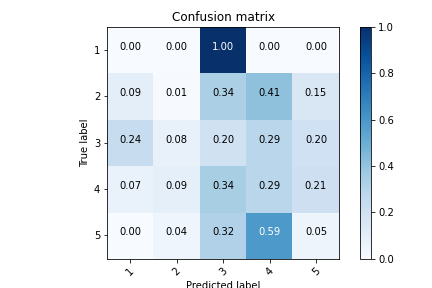 Confusion matrix
1.0
1 0.00 0.00 1.00 0.00 0.00
0.8
2 0.09 0.01 0.34 0.41 0.15
0.6
True label
3 0.24 0.08 0.20 0.29 0.20
0.4
4 0.07 0.09 0.34 0.29 0.21
0.2
5 0.00 0.04 0.32 0.59 0.05
0.0
1 2 3 4 5
Predicted label